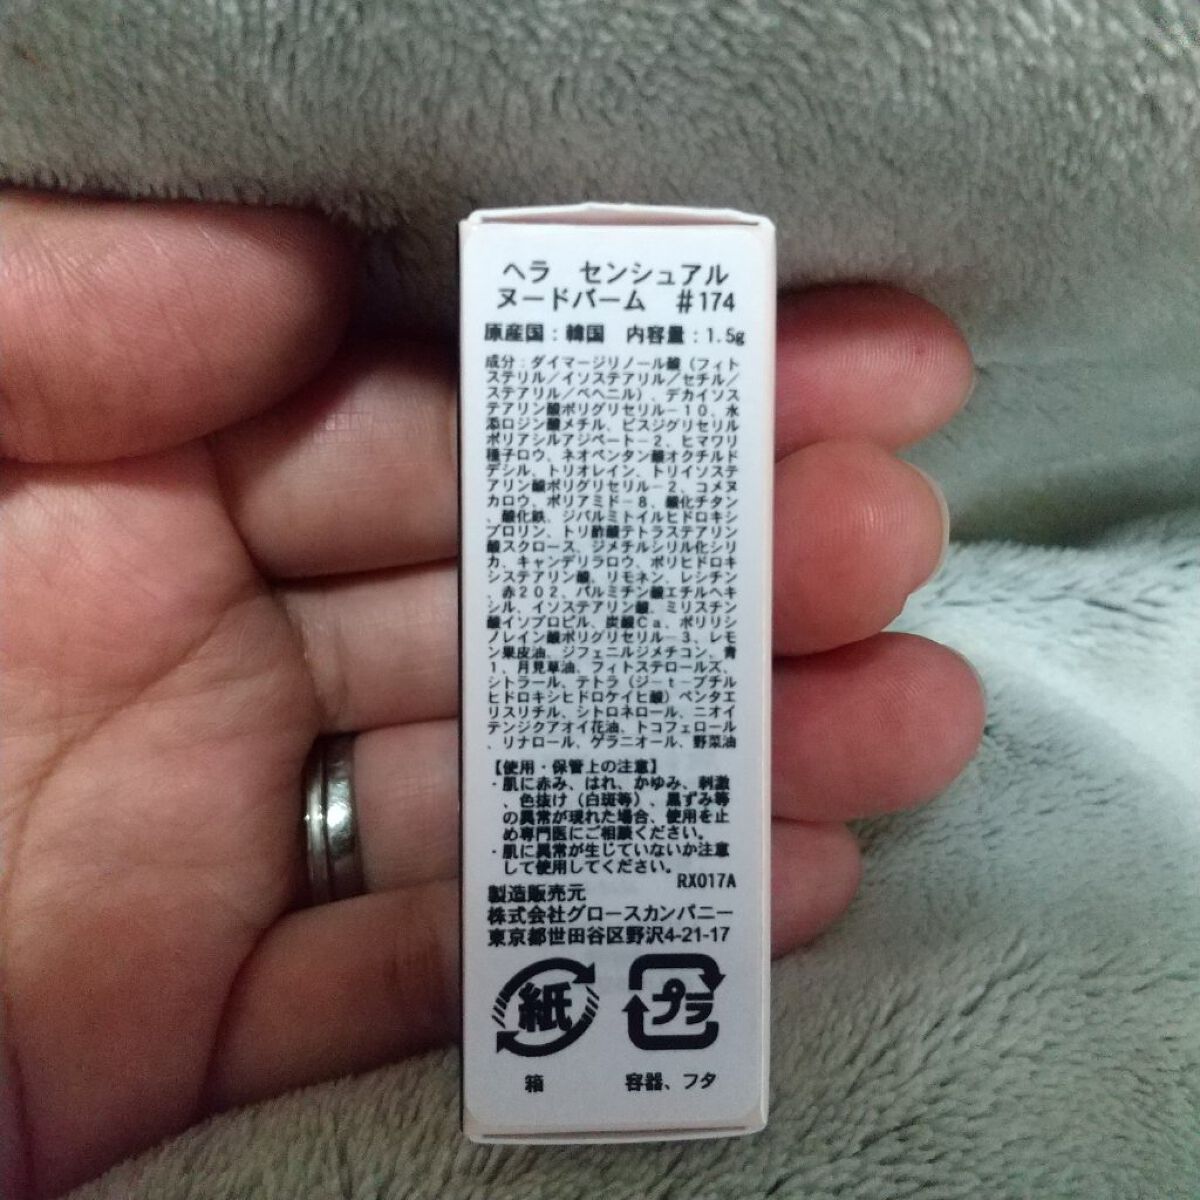 ヘラ　センシュアル
ヌードバーム　#174
原産国：韓国　内容量：1.5g
成分：ダイマージリノール酸（フィト
ステリル／イソステアリル／セチル／
ステアリル／ベヘニル）、デカイソス
テアリン酸ポリグリセリル－１０、水
添ロジン酸メチル、ビスジグリセリル
ポリアシルアジペート－２、ヒマワリ
種子ロウ、ネオペンタン酸オクチルド
デシル、トリオレイン、トリイソステ
アリン酸ポリグリセリル－２、コメヌ
カロウ、ポリアミド－８、酸化チタン
、酸化鉄、ジパルミトイルヒドロキシ
プロリン、トリ酢酸テトラステアリン
酸スクロース、ジメチルシリル化シリ
カ、キャンデリラロウ、ポリヒドロキ
システアリン酸、リモネン、レシチン
、赤２０２、パルミチン酸エチルヘキ
シル、イソステアリン酸、ミリスチン
酸イソプロピル、炭酸Ｃａ、ポリリシ
ノレイン酸ポリグリセリル－３、レモ
ン果皮油、ジフェニルジメチコン、青
１、月見草油、フィトステロールズ、
シトラール、テトラ（ジ－ｔ－ブチル
ヒドロキシヒドロケイヒ酸）ペンタエ
リスリチル、シトロネロール、ニオイ
テンジクアオイ花油、トコフェロール
、リナロール、ゲラニオール、野菜油
【使用・保管上の注意】
・肌に赤み、はれ、かゆみ、刺激
、色抜け（白斑等）、黒ずみ等
の異常が現れた場合、使用を止
め専門医にご相談ください。
・肌に異常が生じていないか注意
して使用してください。
RX017A
製造販売元
株式会社グロースカンパニー
東京都世田谷区野沢4-21-17
紙　プラ
箱　容器、フタ